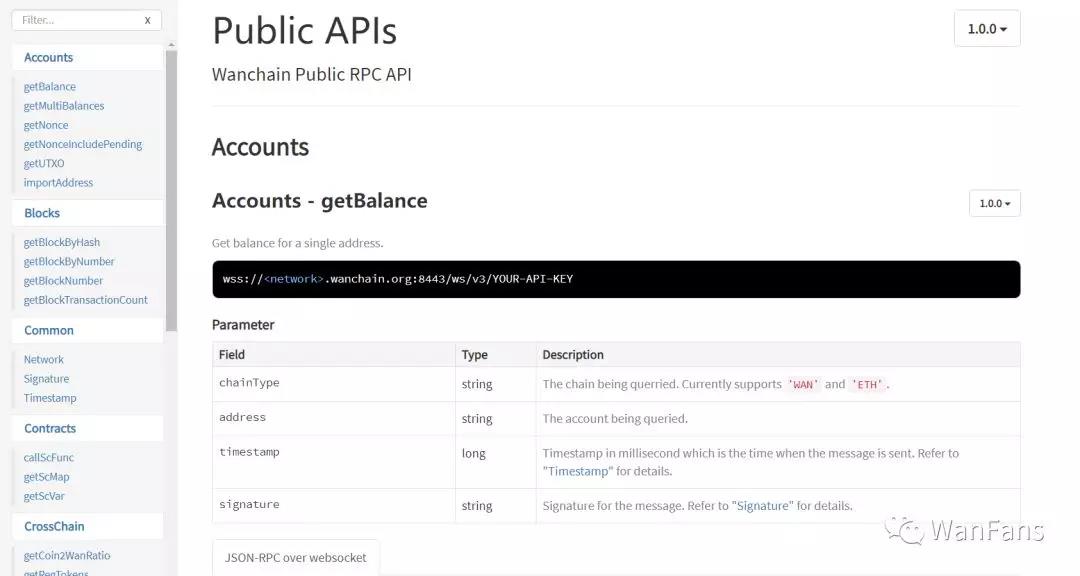 Filter... x
Accounts
getBalance
getMultiBalances
getNonce
getNonceIncludePending
getUTXO
importAddress
Blocks
getBlockByHash
getBlockByNumber
getBlockNumber
getBlockTransactionCount
Common
Network
Signature
Timestamp
Contracts
callScFunc
getScMap
getScVar
CrossChain
getCoin2WanRatio
getRegTokens
Public APIs
1.0.0
Wanchain Public RPC API
Accounts
Accounts - getBalance
1.0.0
Get balance for a single address.
wss://<network>.wanchain.org:8443/ws/v3/YOUR-API-KEY
Parameter
Field Type Description
chainType string The chain being querried. Currently supports 'WAN' and 'ETH'.
address string The account being queried.
timestamp long Timestamp in millisecond which is the time when the message is sent. Refer to
"Timestamp" for details.
signature string Signature for the message. Refer to "Signature" for details.
JSON-RPC over websocket
WanFans